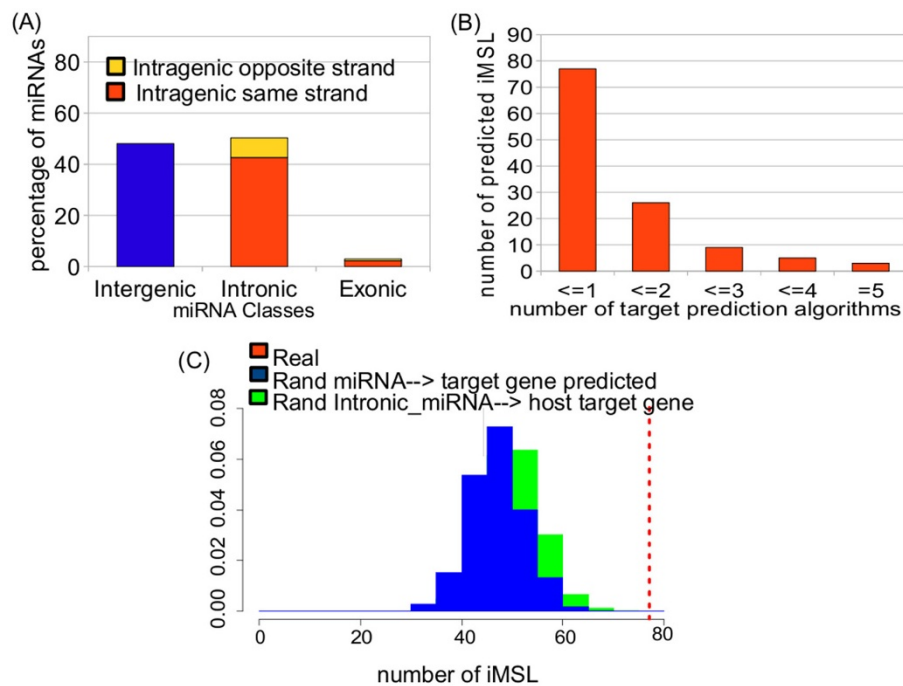 (A)
percentage of miRNAs
80
60
40
20
0
Intragenic opposite strand
Intragenic same strand
Intergenic
Intronic
Exonic
miRNA Classes
(B)
number of predicted iMSL
90
80
70
60
50
40
30
20
10
0
<=1
<=2
<=3
<=4
=5
number of target prediction algorithms
(C)
Real
Rand miRNA--> target gene predicted
Rand Intronic_miRNA--> host target gene
0.08
0.06
0.04
0.02
0.00
0
20
40
60
80
number of iMSL